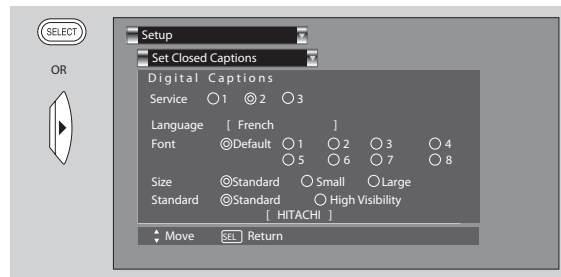 SELECT
OR
Setup
Set Closed Captions
Digital Captions
Service 1 2 3
Language [ French ]
Font Default 1 2 3 4
5 6 7 8
Size Standard Small Large
Standard Standard High Visibility
[ HITACHI ]
Move SEL Return